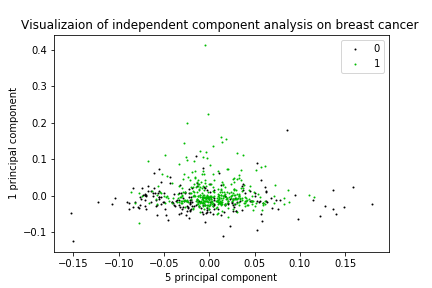 Visualizaion of independent component analysis on breast cancer
0
1
0.4
0.3
0.2
0.1
0.0
−0.1
1 principal component
−0.15 −0.10 −0.05 0.00 0.05 0.10 0.15
5 principal component